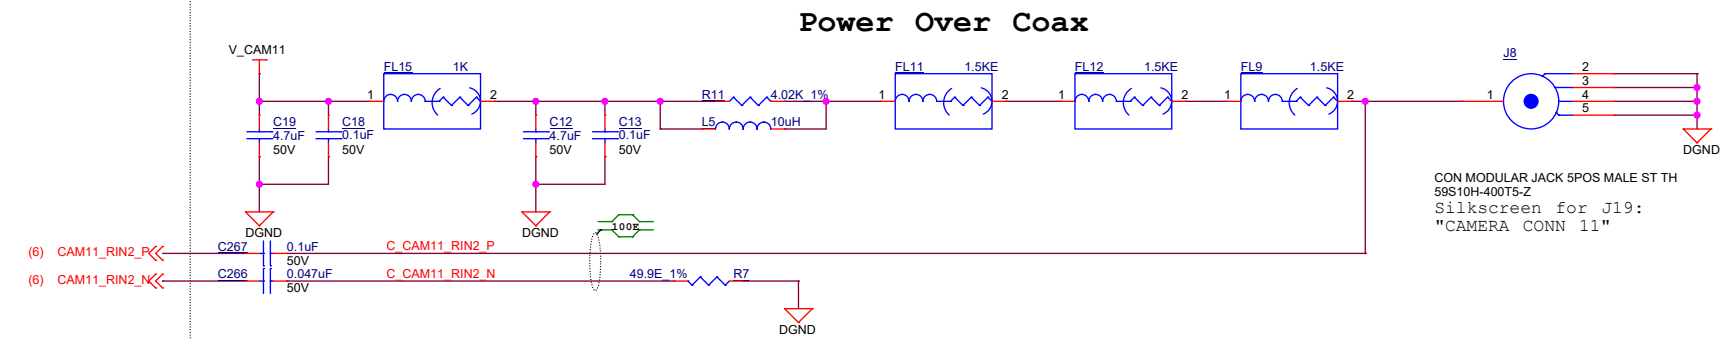 Power Over Coax
V_CAM11
J8
FL15 1K
FL11 1.5KE
FL12 1.5KE
FL9 1.5KE
2
3
4
5
1 2
R11 4.02K_1%
1 2
1 2
1 2
1
L5 10uH
C19
4.7uF
50V
C18
0.1uF
50V
C12
4.7uF
50V
C13
0.1uF
50V
DGND
CON MODULAR JACK 5POS MALE ST TH
59S10H-400T5-Z
Silkscreen for J19:
"CAMERA CONN 11"
DGND
DGND
100E
(6) CAM11_RIN2_P C267 0.1uF C_CAM11_RIN2_P
50V
(6) CAM11_RIN2_N C266 0.047uF C_CAM11_RIN2_N 49.9E_1% R7
50V
DGND